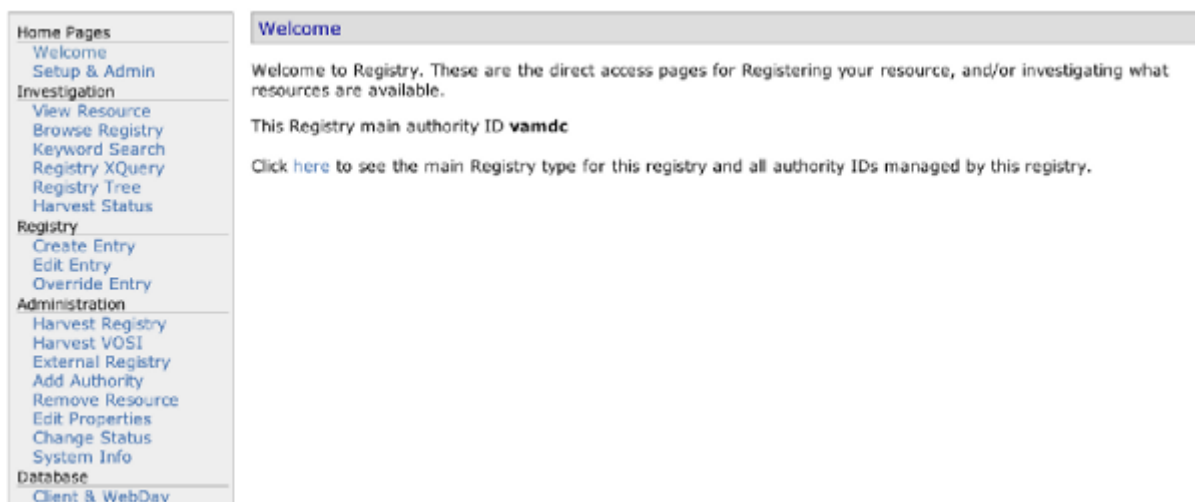 Home Pages
Welcome
Setup & Admin
Investigation
View Resource
Browse Registry
Keyword Search
Registry XQuery
Registry Tree
Harvest Status
Registry
Create Entry
Edit Entry
Override Entry
Administration
Harvest Registry
Harvest VOSI
External Registry
Add Authority
Remove Resource
Edit Properties
Change Status
System Info
Database
Client & WebDav
Welcome
Welcome to Registry. These are the direct access pages for Registering your resource, and/or investigating what
resources are available.
This Registry main authority ID vamdc
Click here to see the main Registry type for this registry and all authority IDs managed by this registry.